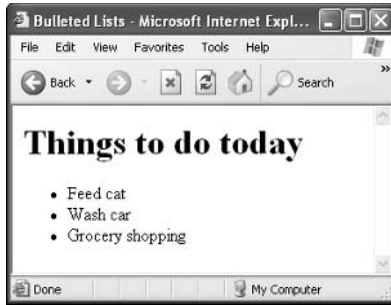 Bulleted Lists - Microsoft Internet Expl...
File Edit View Favorites Tools Help
Back Search »
Things to do today
• Feed cat
• Wash car
• Grocery shopping
Done My Computer